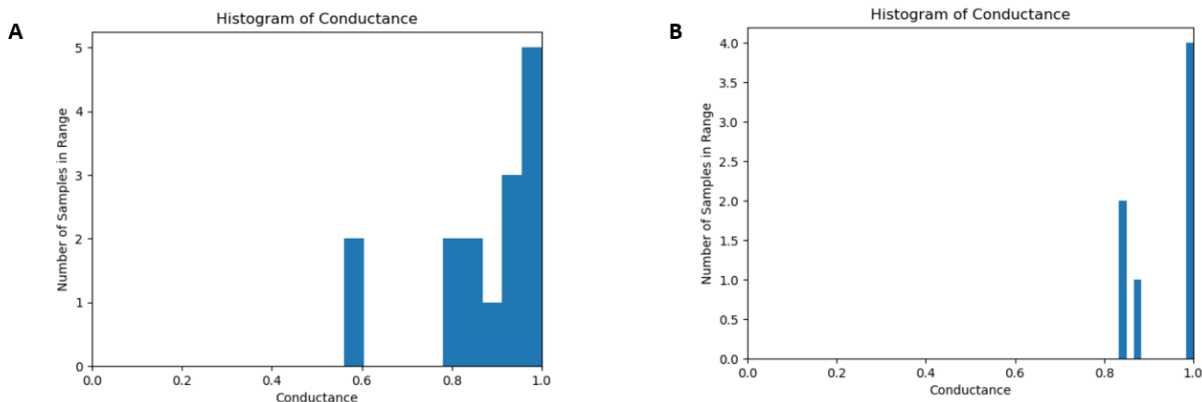 A
Histogram of Conductance
Number of Samples in Range
5
4
3
2
1
0
0.0 0.2 0.4 0.6 0.8 1.0
Conductance
B
Histogram of Conductance
Number of Samples in Range
4.0
3.5
3.0
2.5
2.0
1.5
1.0
0.5
0.0
0.0 0.2 0.4 0.6 0.8 1.0
Conductance